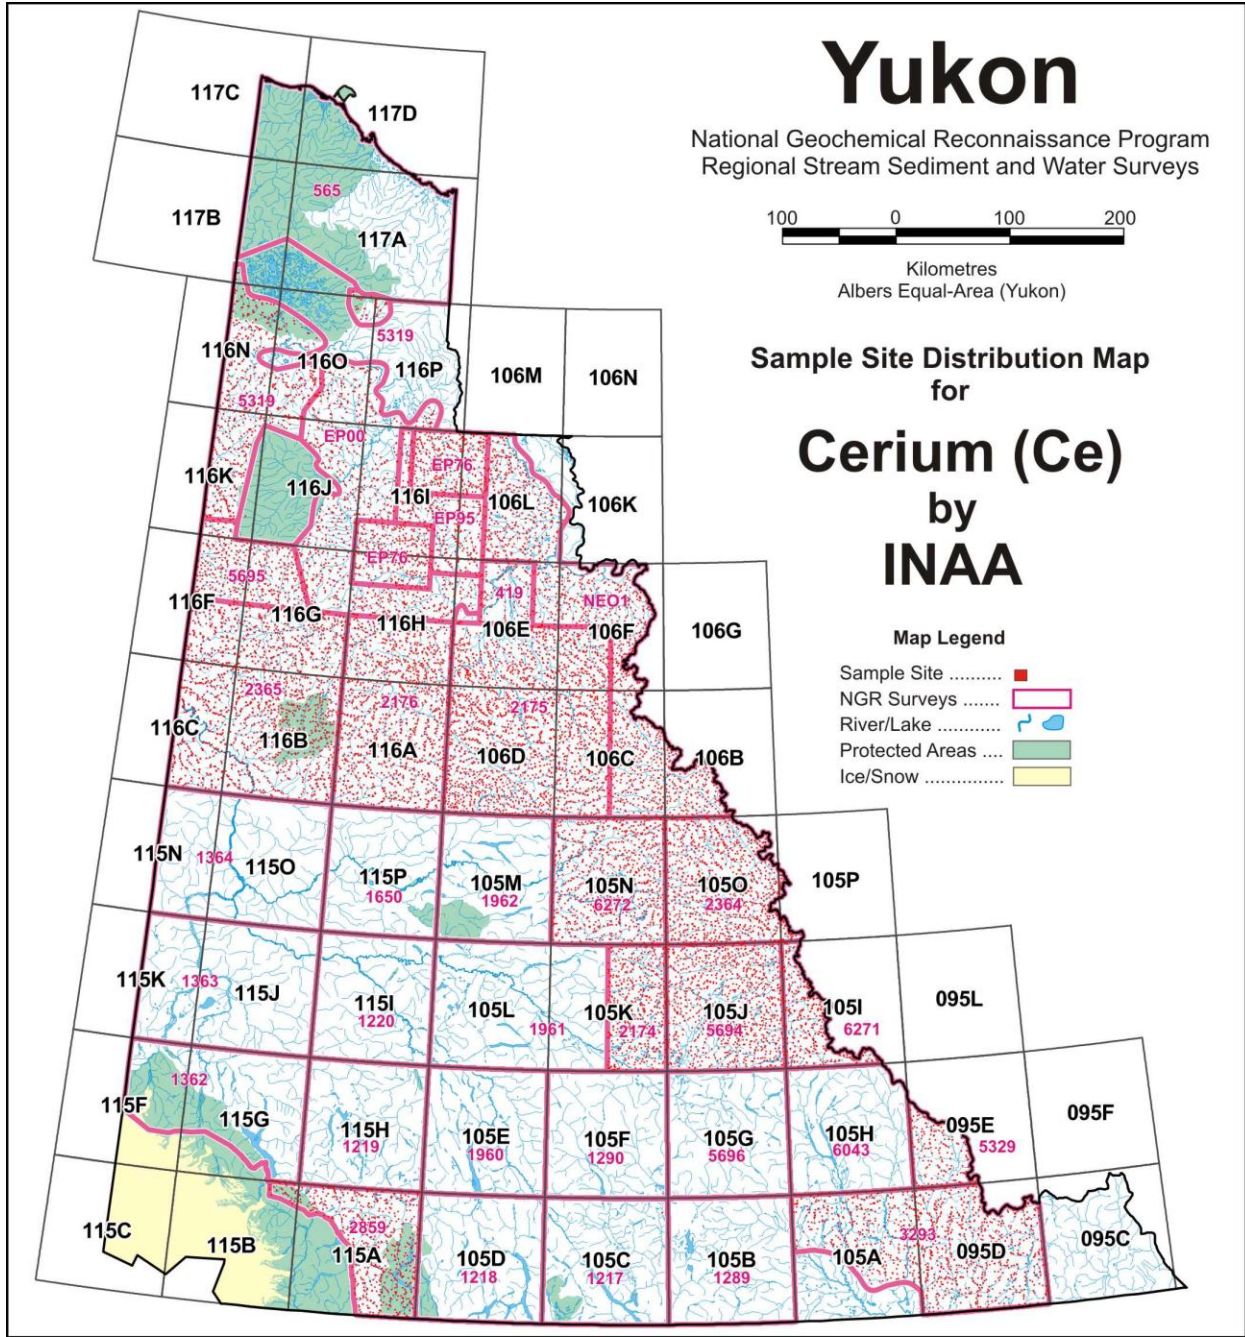 Yukon
National Geochemical Reconnaissance Program
Regional Stream Sediment and Water Surveys
100 0 100 200
Kilometres
Albers Equal-Area (Yukon)
Sample Site Distribution Map
for
Cerium (Ce)
by
INAA
Map Legend
Sample Site ..........
NGR Surveys .......
River/Lake ............
Protected Areas ....
Ice/Snow ...............
117C
117D
565
117B
117A
5319
116N
116O
116P
106M
106N
5319
EP00
EP76
116K
116J
116I
106L
106K
EP95
EP76
5695
419
NEO1
116F
116G
116H
106E
106F
106G
2365
2176
2175
116C
116B
116A
106D
106C
106B
115N
1364
115O
115P
1650
105M
1962
105N
6272
105O
2364
105P
115K
1363
115J
115I
1220
105L
1961
105K
2174
105J
5694
105I
6271
095L
1362
115F
115G
115H
1219
105E
1960
105F
1290
105G
5696
105H
6043
095E
5329
095F
115C
115B
2859
115A
105D
1218
105C
1217
105B
1289
105A
3293
095D
095C